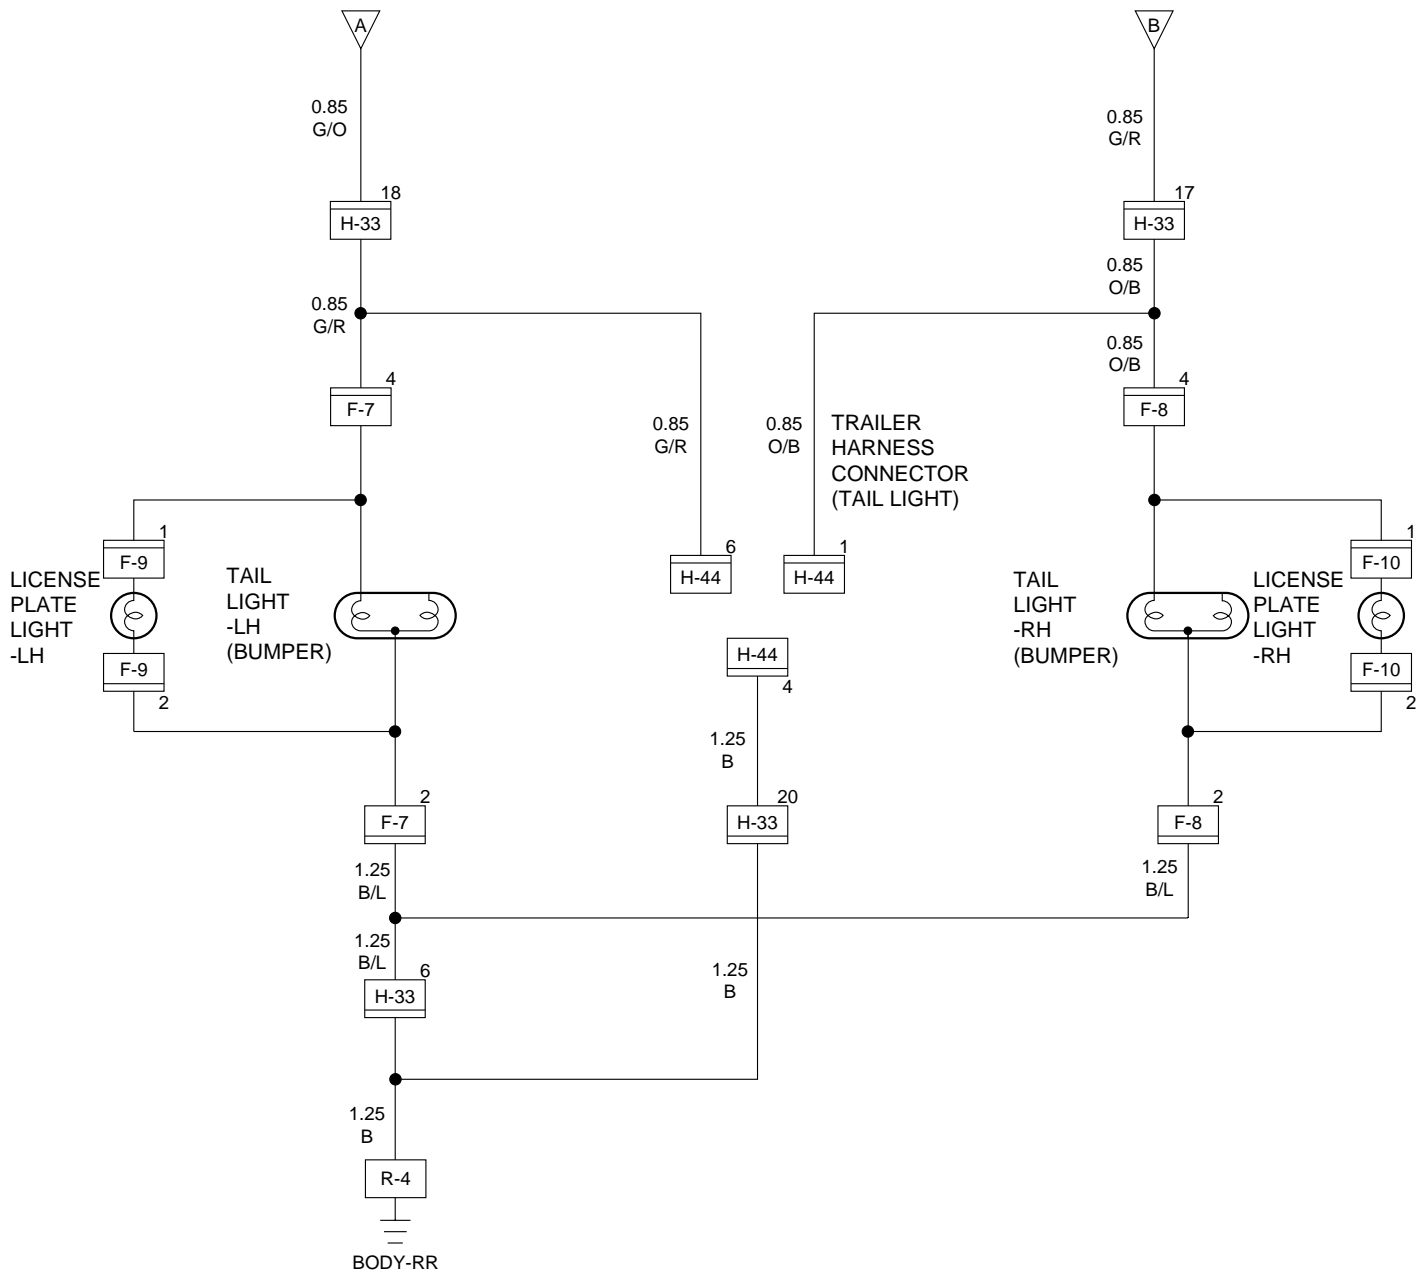 A
B
0.85
G/O
0.85
G/R
18
H-33
17
H-33
0.85
O/B
0.85
G/R
0.85
O/B
4
F-7
4
F-8
0.85
G/R
0.85
O/B
TRAILER
HARNESS
CONNECTOR
(TAIL LIGHT)
1
F-9
6
H-44
1
H-44
1
F-10
LICENSE
PLATE
LIGHT
-LH
TAIL
LIGHT
-LH
(BUMPER)
TAIL
LIGHT
-RH
(BUMPER)
LICENSE
PLATE
LIGHT
-RH
F-9
2
H-44
4
F-10
2
1.25
B
2
F-7
20
H-33
2
F-8
1.25
B/L
1.25
B/L
1.25
B/L
6
H-33
1.25
B
1.25
B
R-4
BODY-RR